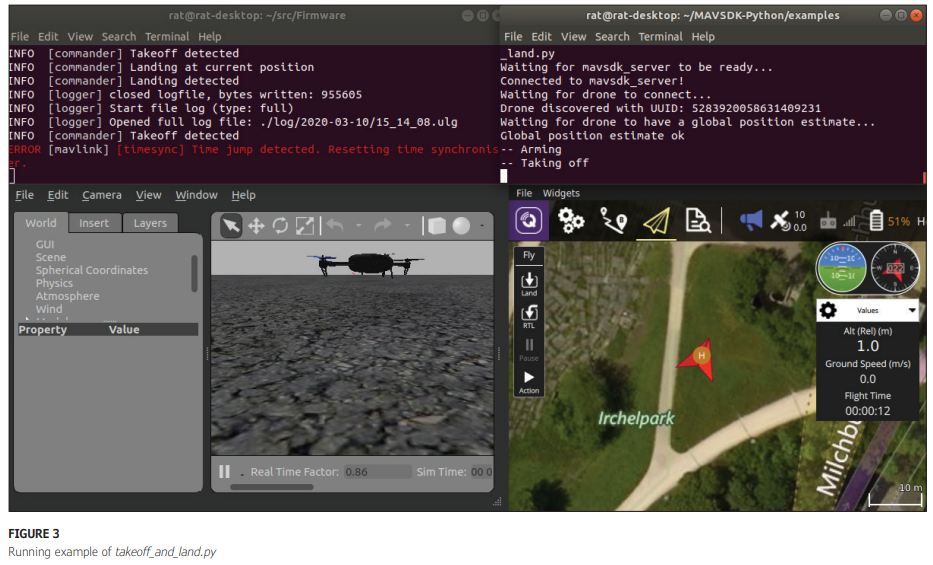 rat@rat-desktop: ~/src/Firmware
File Edit View Search Terminal Help
INFO [commander] Takeoff detected
INFO [commander] Landing at current position
INFO [commander] Landing detected
INFO [logger] closed logfile, bytes written: 955605
INFO [logger] Start file log (type: full)
INFO [logger] Opened full log file: ./log/2020-03-10/15_14_08.ulg
INFO [commander] Takeoff detected
ERROR [mavlink] [timesync] Time jump detected. Resetting time synchronis
er.
rat@rat-desktop: ~/MAVSDK-Python/examples
File Edit View Search Terminal Help
_land.py
Waiting for mavsdk_server to be ready...
Connected to mavsdk_server!
Waiting for drone to connect...
Drone discovered with UUID: 5283920058631409231
Waiting for drone to have a global position estimate...
Global position estimate ok
-- Arming
-- Taking off
File Edit Camera View Window Help
World Insert Layers
GUI
Scene
Spherical Coordinates
Physics
Atmosphere
Wind
Property Value
Real Time Factor: 0.86 Sim Time: 00 0
File Widgets
10
0.0
51% H
Fly
Land
RTL
Pause
Action
W E
022
Values
Alt (Rel) (m)
1.0
Ground Speed (m/s)
0.0
Flight Time
00:00:12
H
Irchelpark
Milchbu
10 m
FIGURE 3
Running example of takeoff_and_land.py